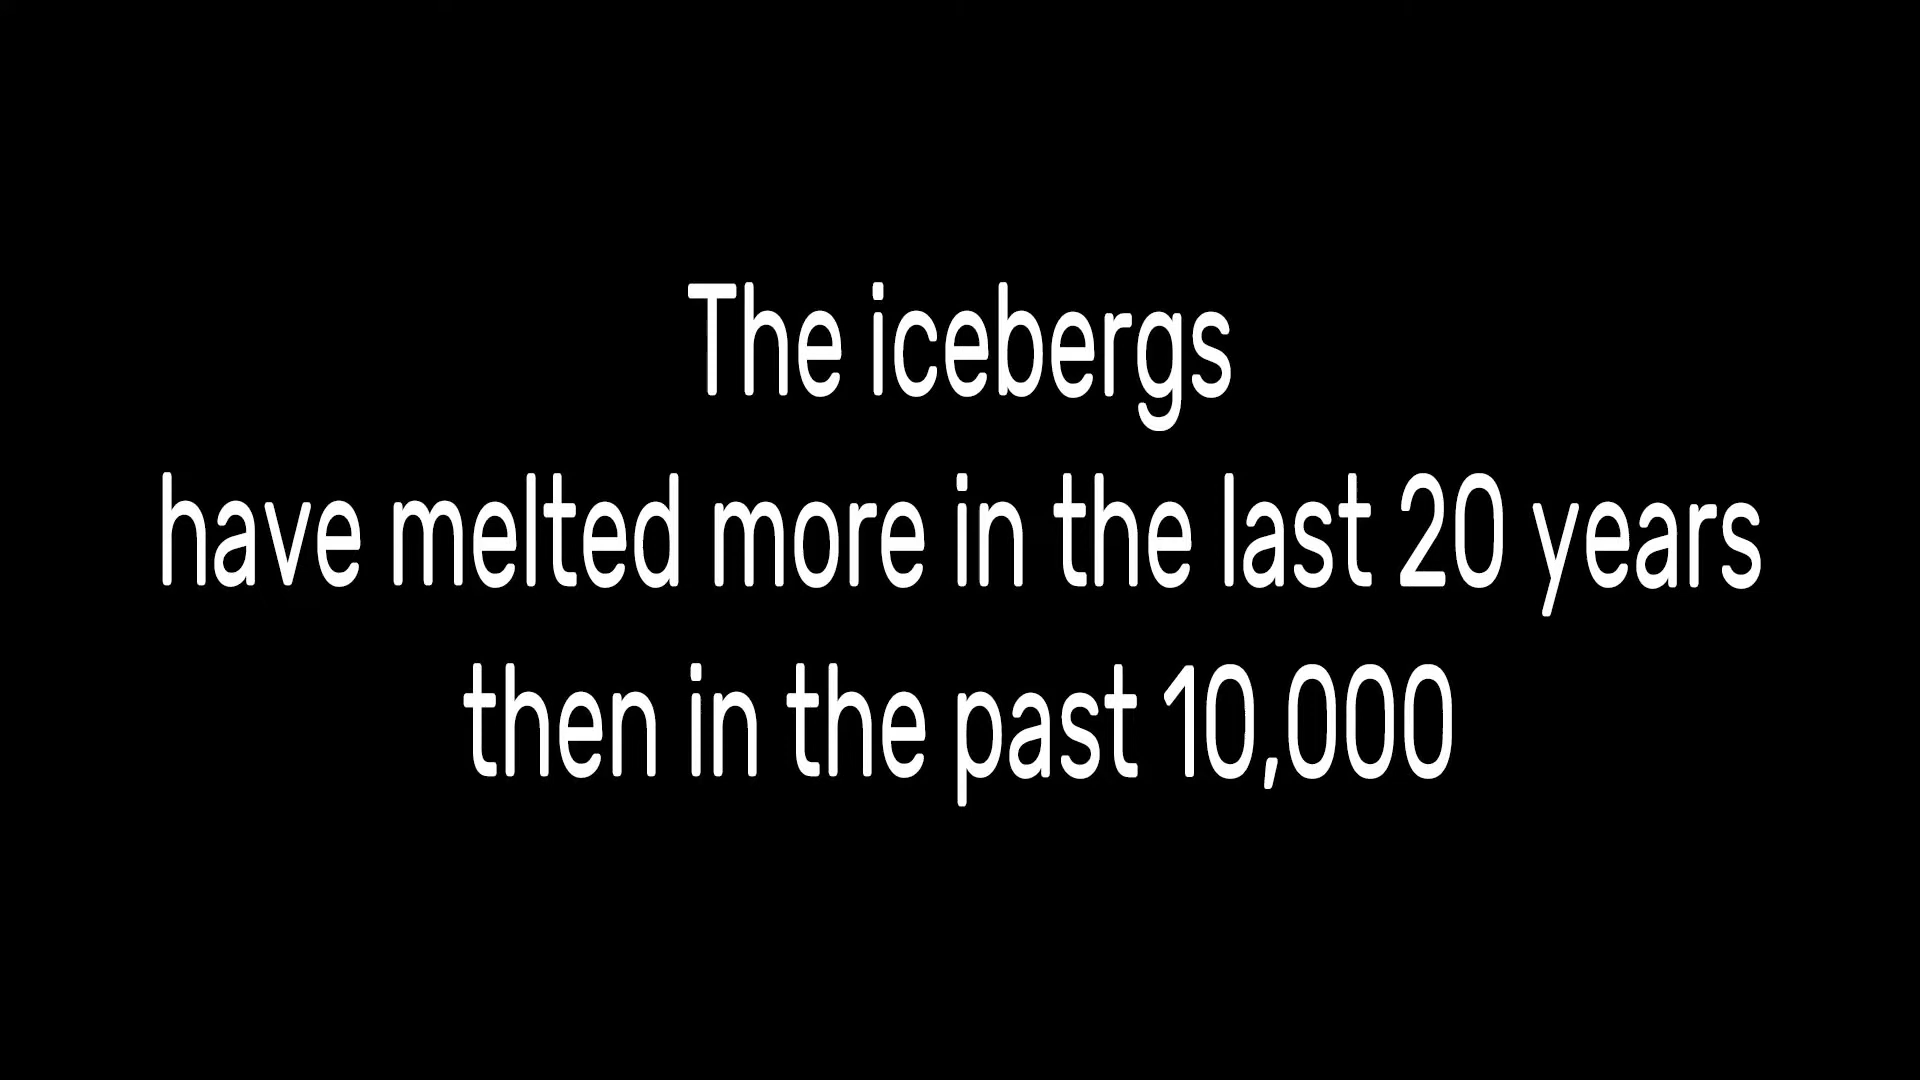 The icebergs
have melted more in the last 20 years
then in the past 10,000